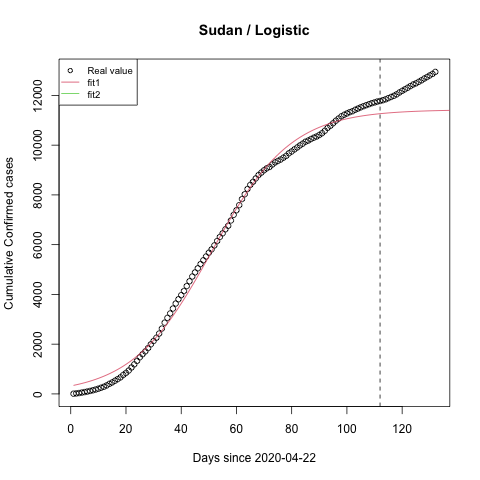 Sudan / Logistic
Real value
fit1
fit2
Cumulative Confirmed cases
0
2000
4000
6000
8000
10000
12000
0 20 40 60 80 100 120
Days since 2020-04-22